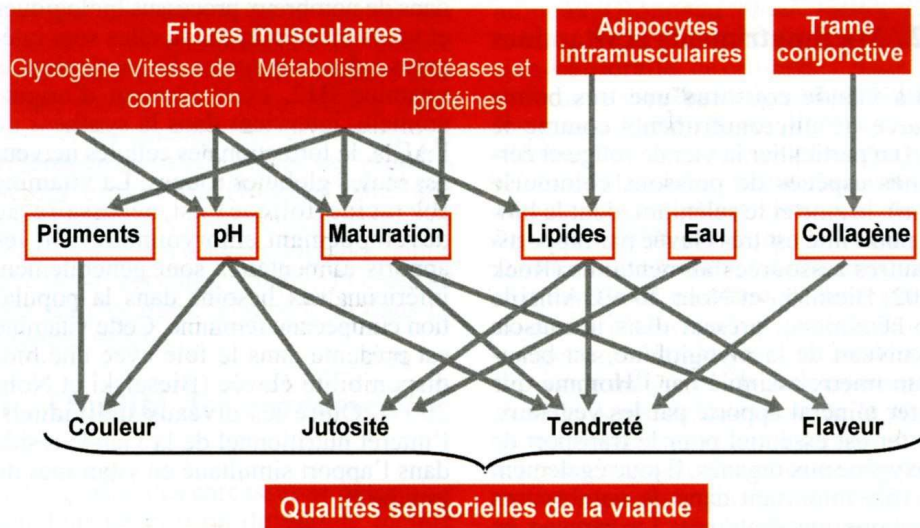 Fibres musculaires
Glycogène Vitesse de contraction Métabolisme Protéases et protéines
Adipocytes
intramusculaires
Trame
conjonctive
Pigments pH Maturation Lipides Eau Collagène
Couleur Jutosité Tendreté Flaveur
Qualités sensorielles de la viande